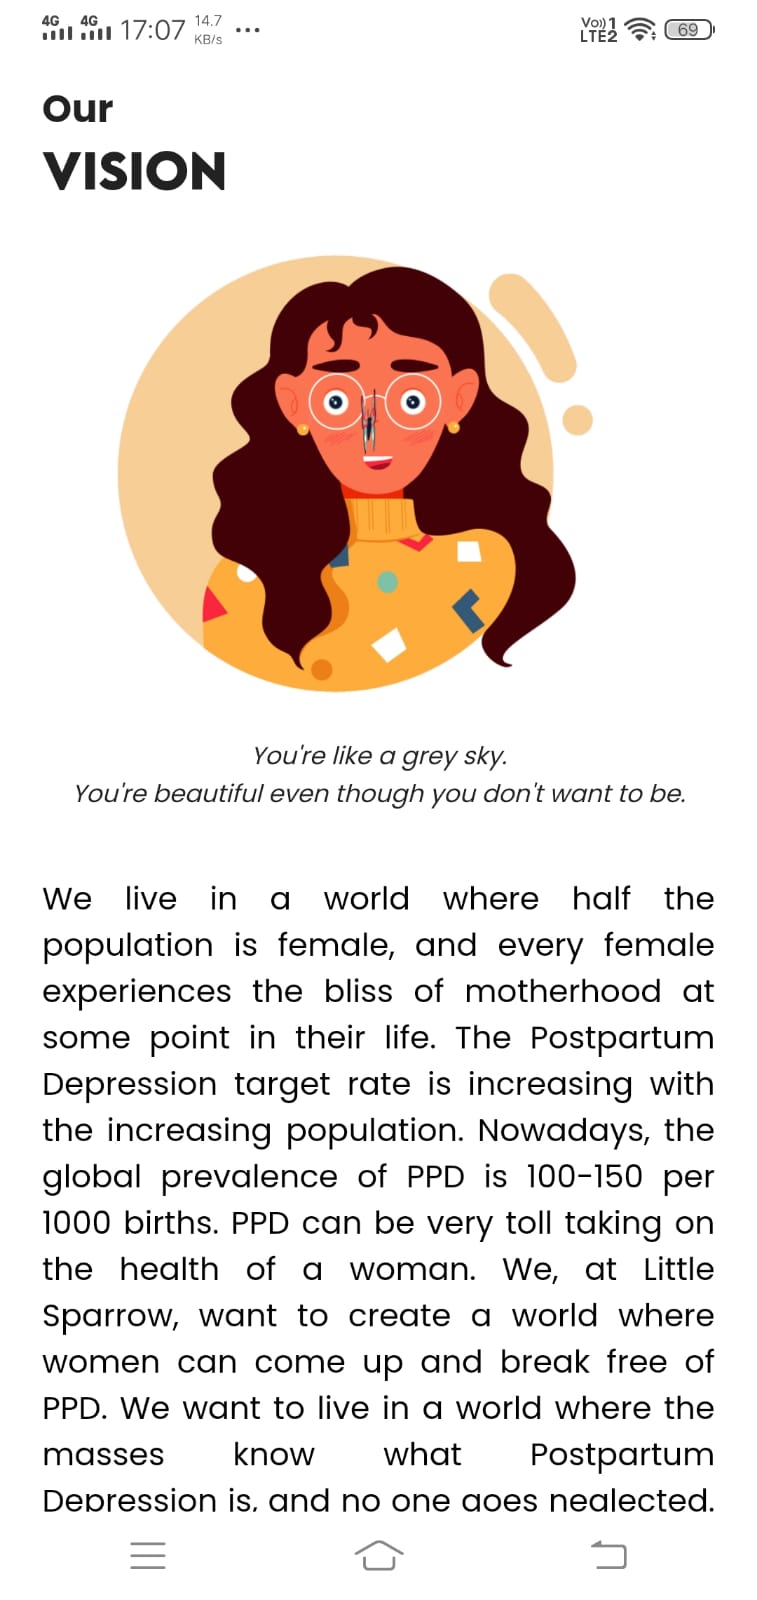 4G 4G 17:07 14.7 KB/s ... Vo)) 1 LTE2 69
Our
VISION
You're like a grey sky.
You're beautiful even though you don't want to be.
We live in a world where half the
population is female, and every female
experiences the bliss of motherhood at
some point in their life. The Postpartum
Depression target rate is increasing with
the increasing population. Nowadays, the
global prevalence of PPD is 100-150 per
1000 births. PPD can be very toll taking on
the health of a woman. We, at Little
Sparrow, want to create a world where
women can come up and break free of
PPD. We want to live in a world where the
masses know what Postpartum
Depression is, and no one goes neglected.